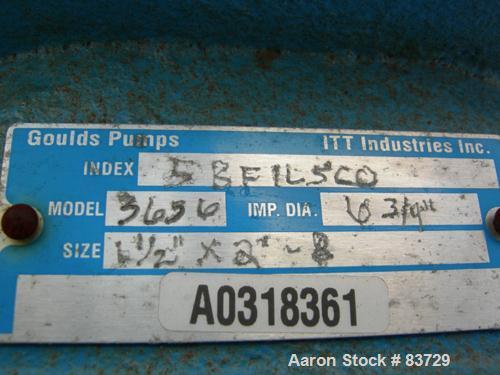 Goulds Pumps ITT Industries Inc.
INDEX 5BF1L5C0
MODEL 3656 IMP. DIA. 6 3/4"
SIZE 1 1/2" X 2" - 8
A0318361
Aaron Stock # 83729